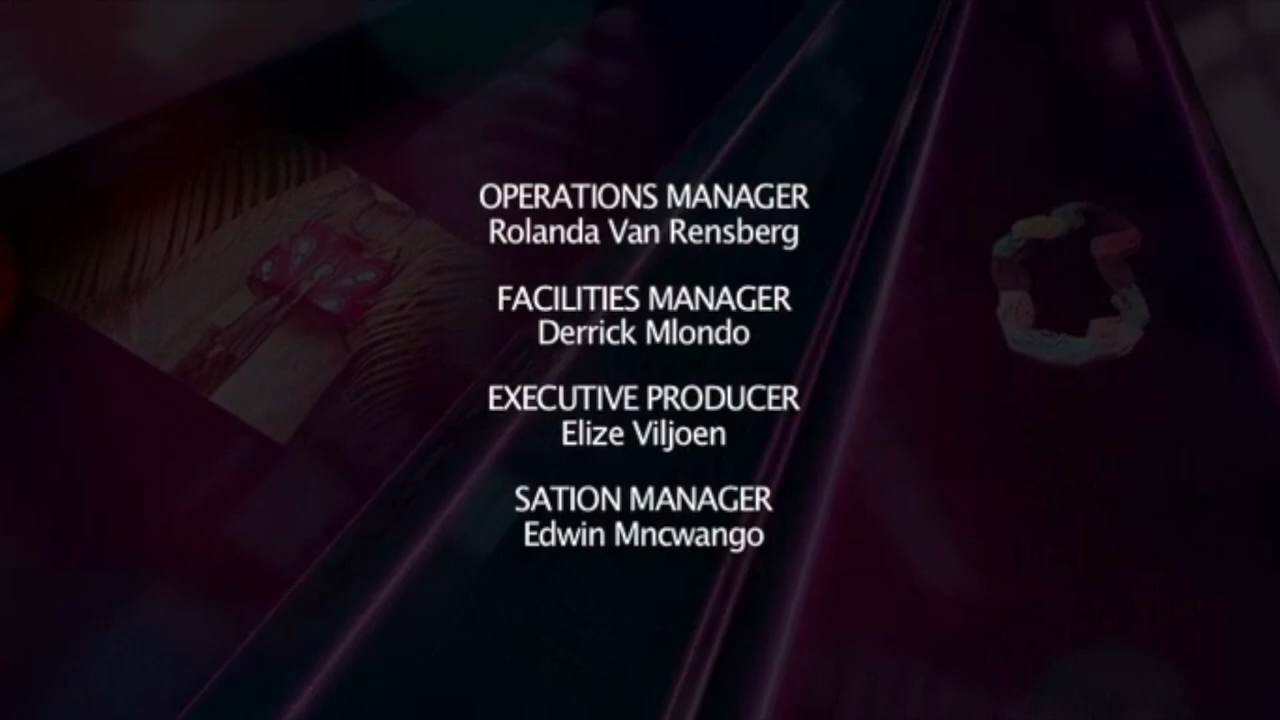 OPERATIONS MANAGER
Rolanda Van Rensberg
FACILITIES MANAGER
Derrick Mlondo
EXECUTIVE PRODUCER
Elize Viljoen
SATION MANAGER
Edwin Mncwango